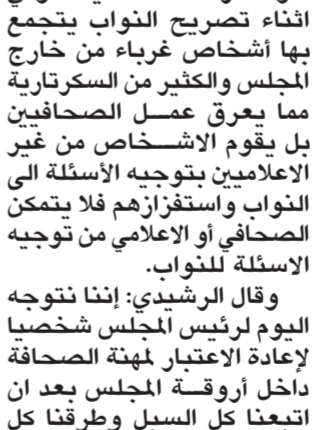 اثناء تصريح النواب يتجمع
بها أشخاص غرباء من خارج
المجلس والكثير من السكرتارية
مما يعرق عمل الصحافيين
بل يقوم الاشخاص من غير
الاعلاميين بتوجيه الأسئلة الى
النواب واستفزازهم فلا يتمكن
الصحافي أو الاعلامي من توجيه
الاسئلة للنواب.
وقال الرشيدي: إننا نتوجه
اليوم لرئيس المجلس شخصيا
لإعادة الاعتبار لمهنة الصحافة
داخل أروقة المجلس بعد ان
اتبعنا كل السبل وطرقنا كل